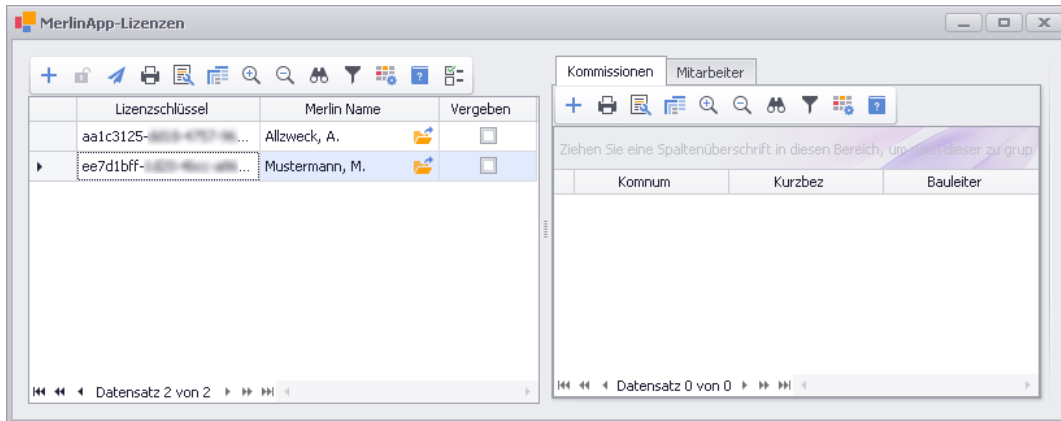 MerlinApp-Lizenzen
Kommissionen Mitarbeiter
Lizenzschlüssel Merlin Name Vergeben
aa1c3125- ... Allzweck, A.
ee7d1bff- ... Mustermann, M.
Datensatz 2 von 2
Ziehen Sie eine Spaltenüberschrift in diesen Bereich, um nach dieser zu grup
Komnum Kurzbez Bauleiter
Datensatz 0 von 0